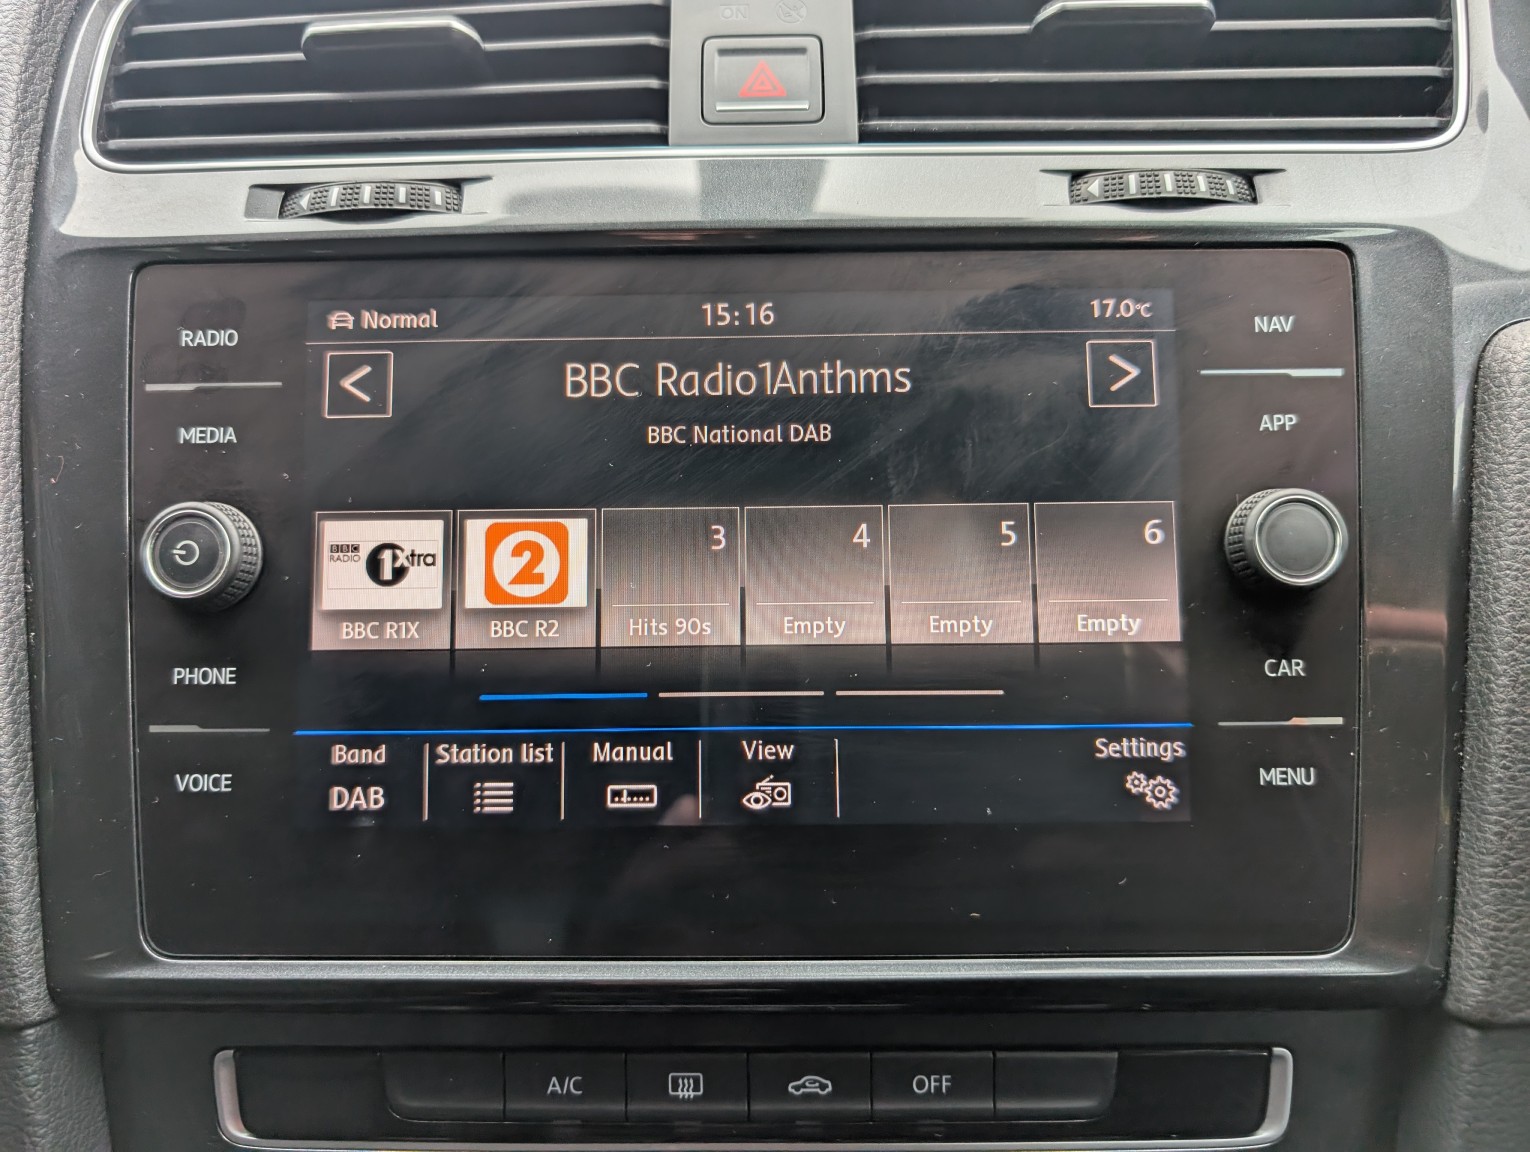 ON
RADIO
MEDIA
PHONE
VOICE
Normal
15:16
17.0°C
<
BBC Radio1Anthms
>
BBC National DAB
BBC
RADIO
1Xtra
2
3
4
5
6
BBC R1X
BBC R2
Hits 90s
Empty
Empty
Empty
Band
Station list
Manual
View
Settings
DAB
NAV
APP
CAR
MENU
A/C
OFF